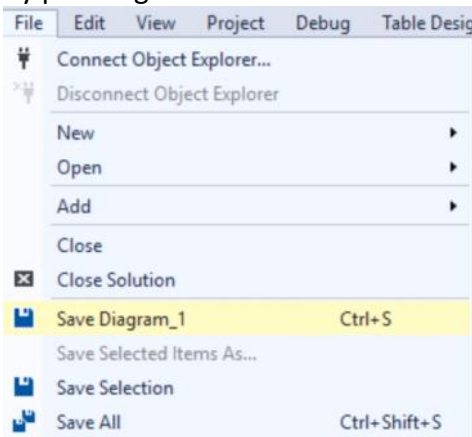 File Edit View Project Debug Table Desig
Connect Object Explorer...
Disconnect Object Explorer
New
Open
Add
Close
Close Solution
Save Diagram_1 Ctrl+S
Save Selected Items As...
Save Selection
Save All Ctrl+Shift+S